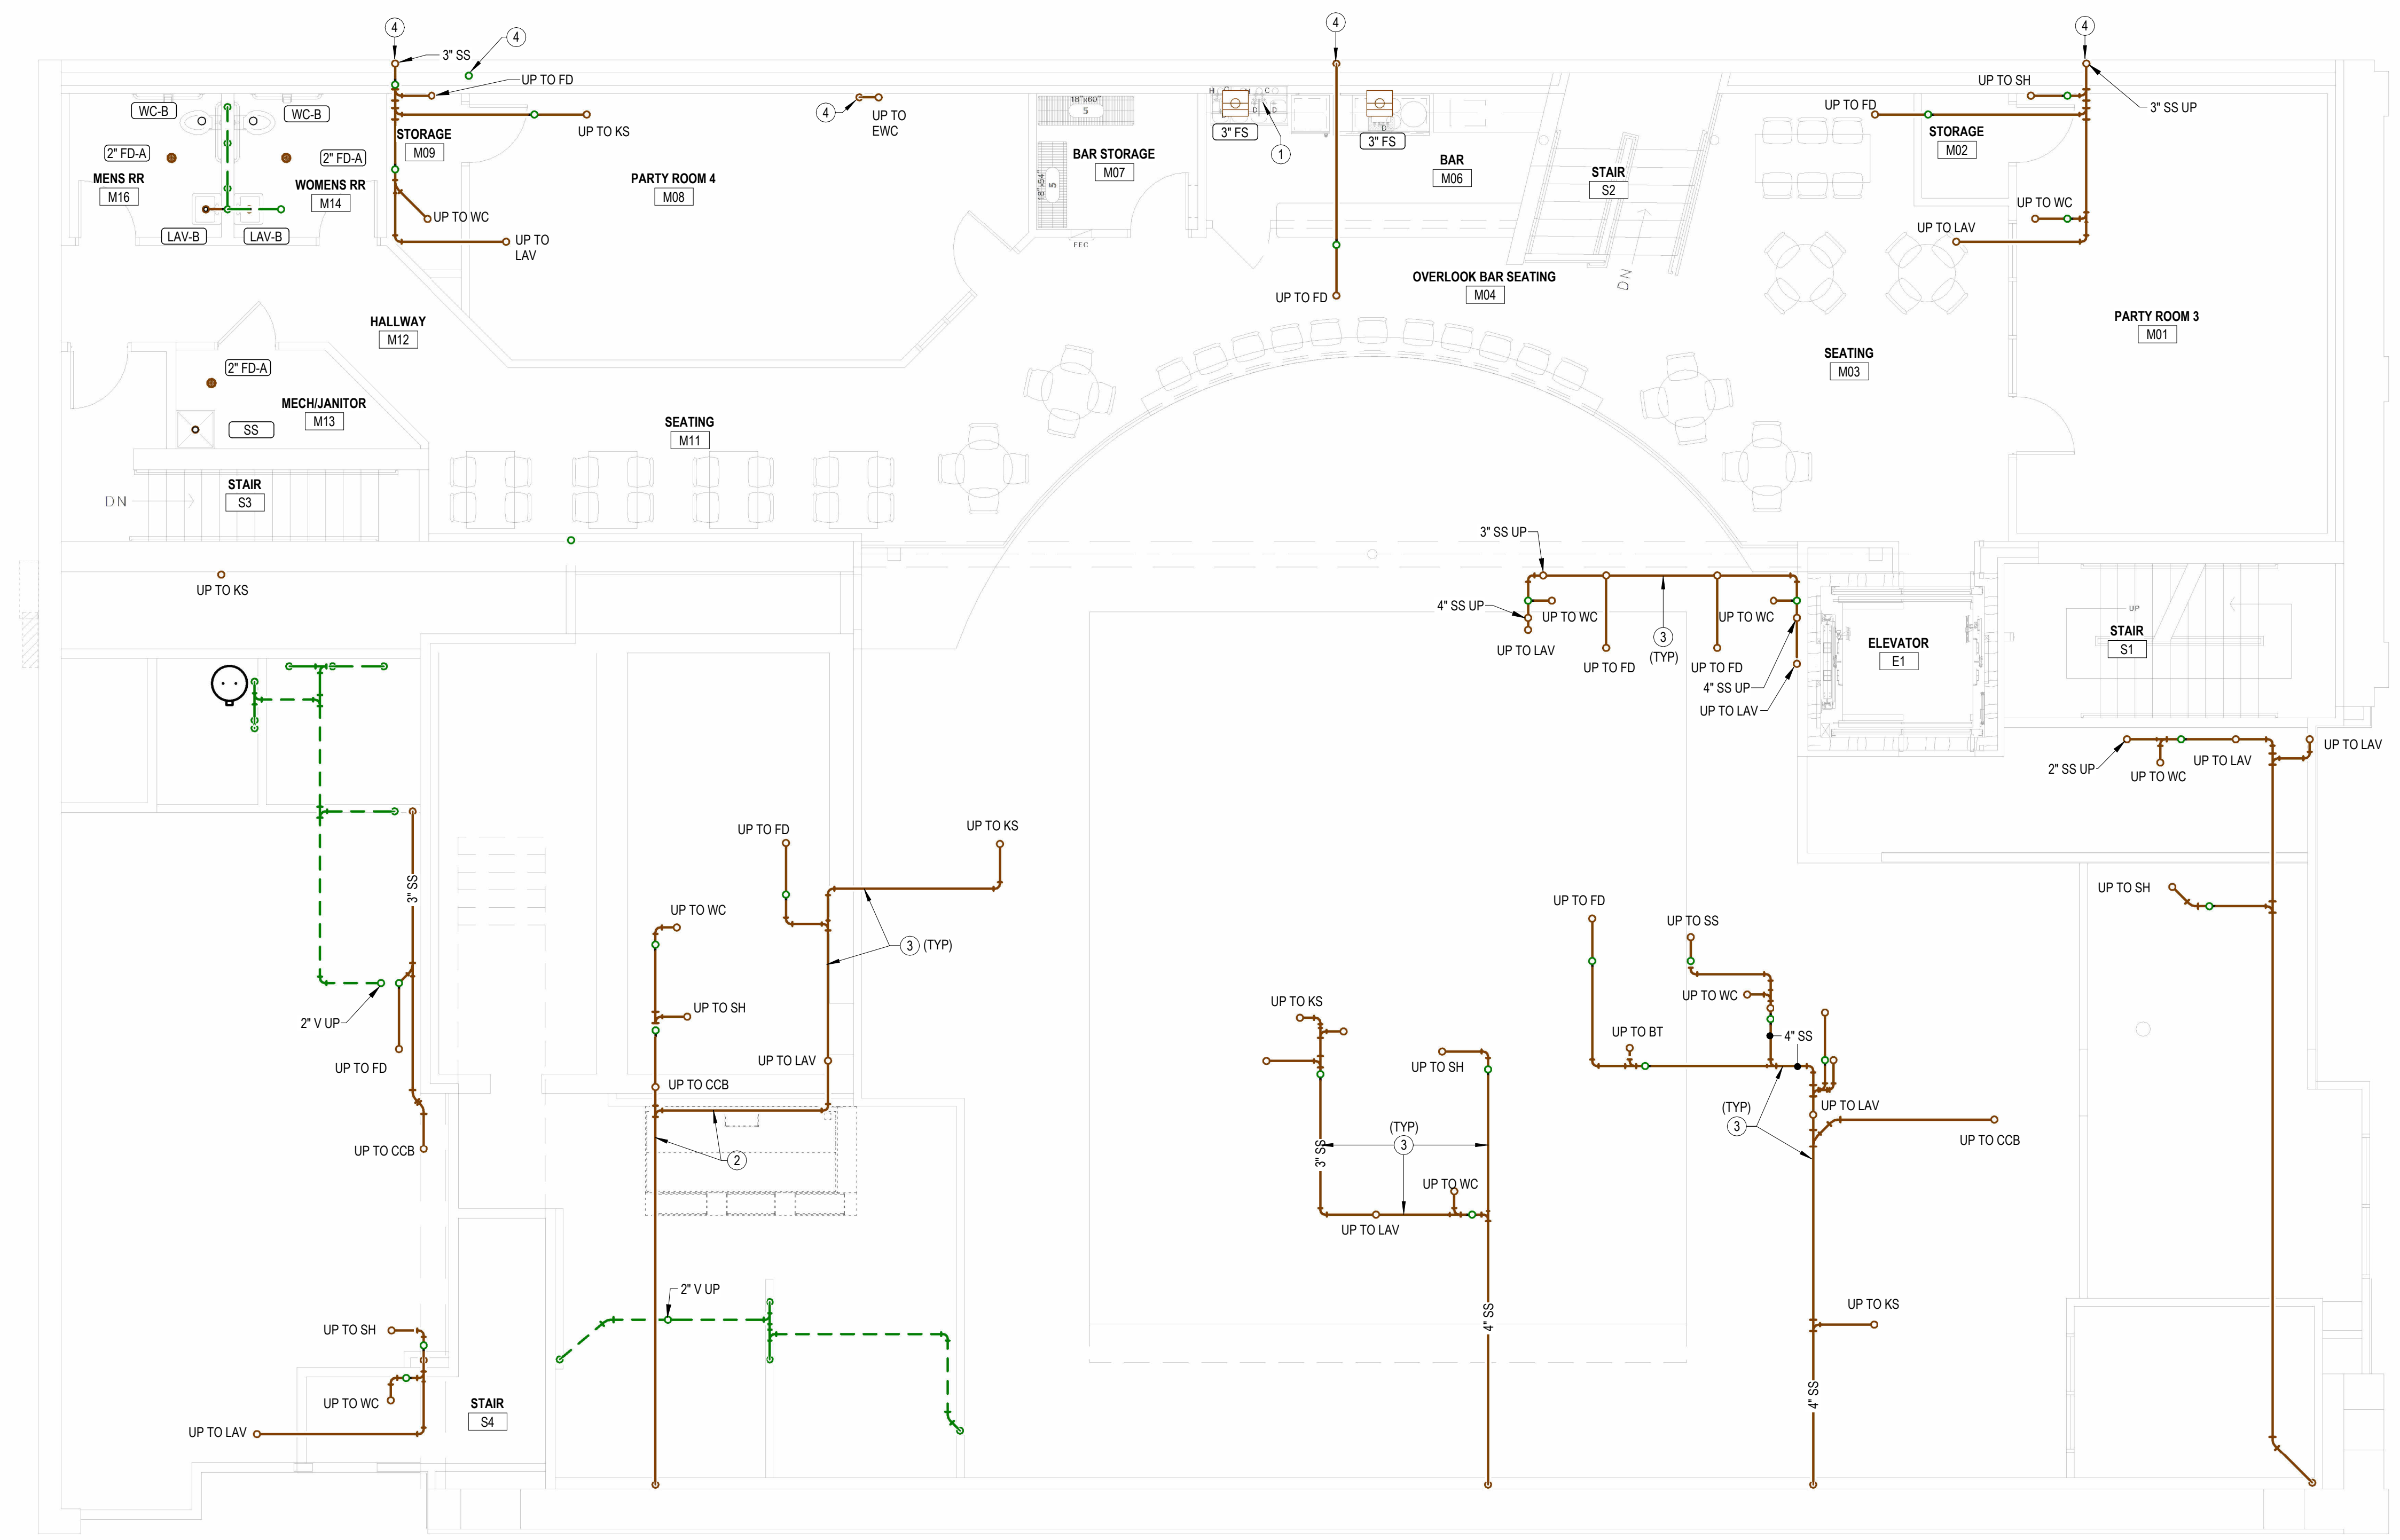 4
4
4
4
3" SS
UP TO FD
UP TO KS
4
UP TO
EWC
WC-B
WC-B
2" FD-A
2" FD-A
MENS RR
M16
WOMENS RR
M14
LAV-B
LAV-B
STORAGE
M09
UP TO WC
UP TO
LAV
PARTY ROOM 4
M08
18"x60"
5
18"x54"
5
BAR STORAGE
M07
FEC
H
C
C
D
D
3" FS
1
D
3" FS
BAR
M06
STAIR
S2
DN
UP TO FD
OVERLOOK BAR SEATING
M04
UP TO SH
UP TO FD
3" SS UP
STORAGE
M02
UP TO WC
UP TO LAV
PARTY ROOM 3
M01
SEATING
M03
HALLWAY
M12
2" FD-A
MECH/JANITOR
M13
SS
SEATING
M11
STAIR
S3
DN
UP TO KS
3" SS UP
4" SS UP
UP TO WC
UP TO LAV
UP TO FD
3
(TYP)
UP TO WC
UP TO FD
4" SS UP
UP TO LAV
ELEVATOR
E1
UP
STAIR
S1
2" SS UP
UP TO WC
UP TO LAV
UP TO LAV
UP TO SH
3" SS
2" V UP
UP TO FD
UP TO CCB
UP TO FD
UP TO KS
UP TO WC
3
(TYP)
UP TO SH
UP TO LAV
UP TO CCB
2
UP TO KS
UP TO SH
(TYP)
3
3" SS
UP TO WC
UP TO LAV
4" SS
UP TO FD
UP TO SS
UP TO WC
UP TO BT
4" SS
(TYP)
3
UP TO LAV
UP TO CCB
UP TO KS
4" SS
2" V UP
UP TO SH
UP TO WC
UP TO LAV
STAIR
S4